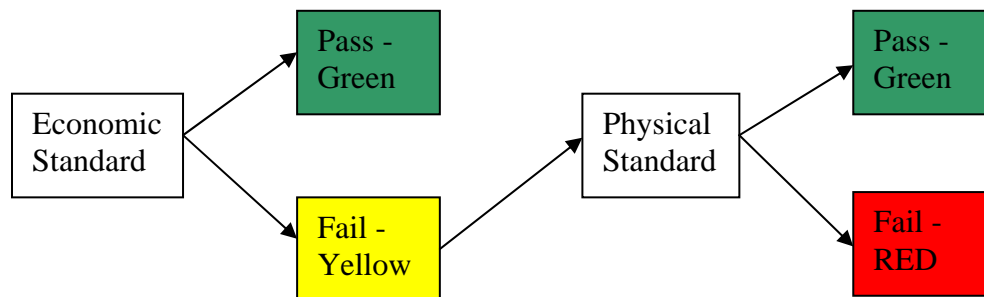 Economic
Standard
Pass -
Green
Fail -
Yellow
Physical
Standard
Pass -
Green
Fail -
RED